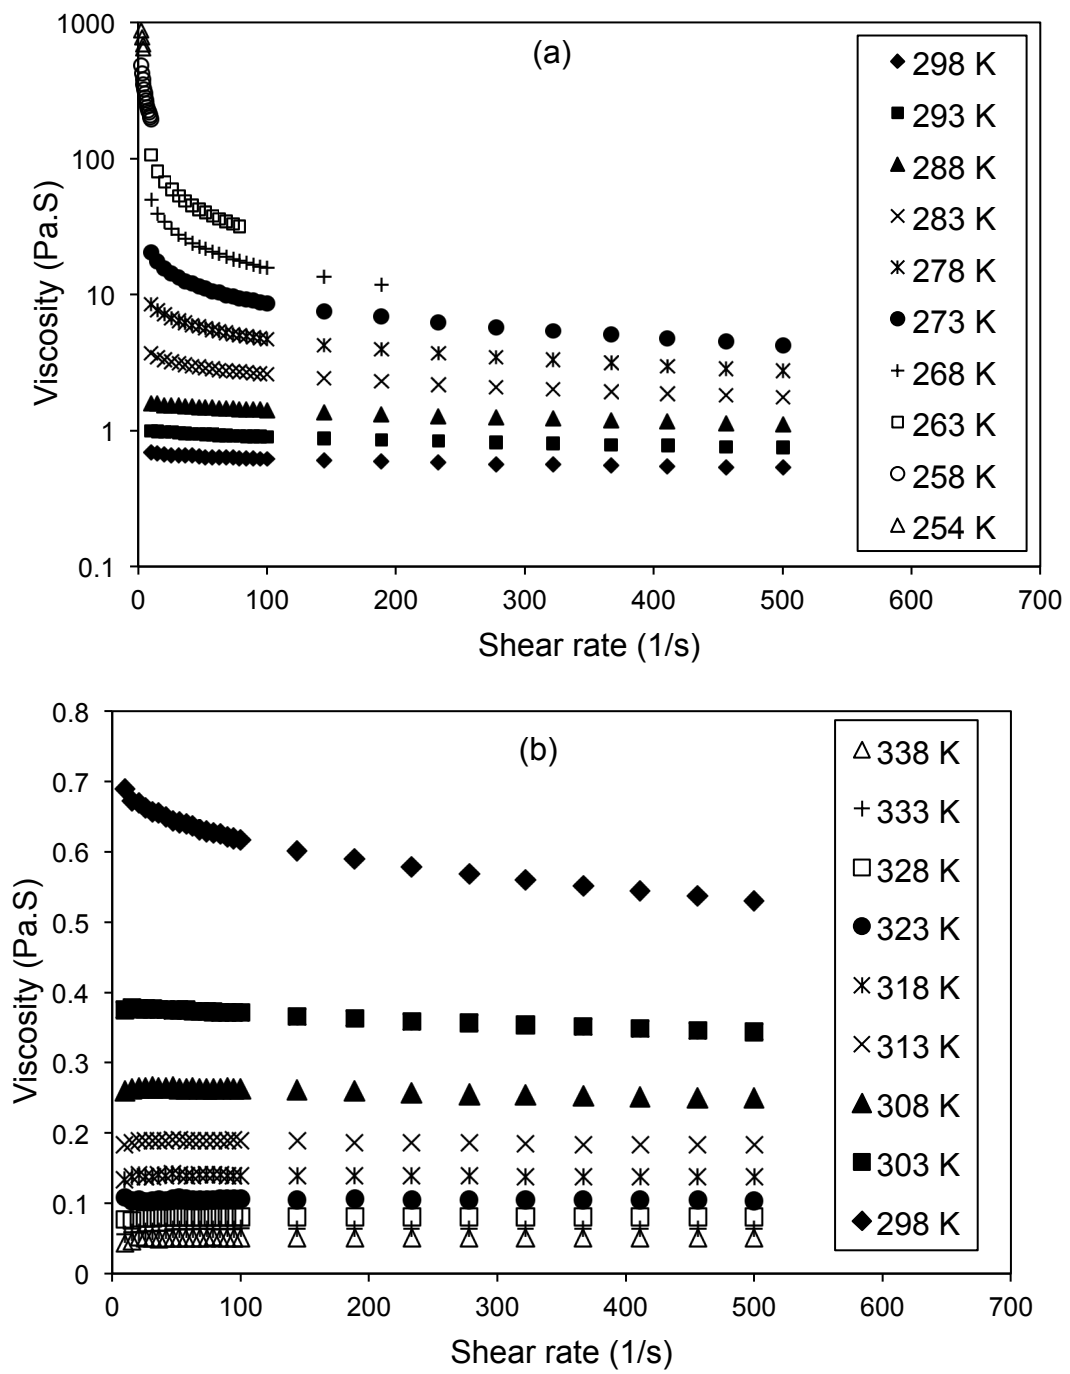 (a)
1000
100
10
1
0.1
Viscosity (Pa.S)
0 100 200 300 400 500 600 700
Shear rate (1/s)
298 K
293 K
288 K
283 K
278 K
273 K
268 K
263 K
258 K
254 K
(b)
0.8
0.7
0.6
0.5
0.4
0.3
0.2
0.1
0
Viscosity (Pa.S)
0 100 200 300 400 500 600 700
Shear rate (1/s)
338 K
333 K
328 K
323 K
318 K
313 K
308 K
303 K
298 K